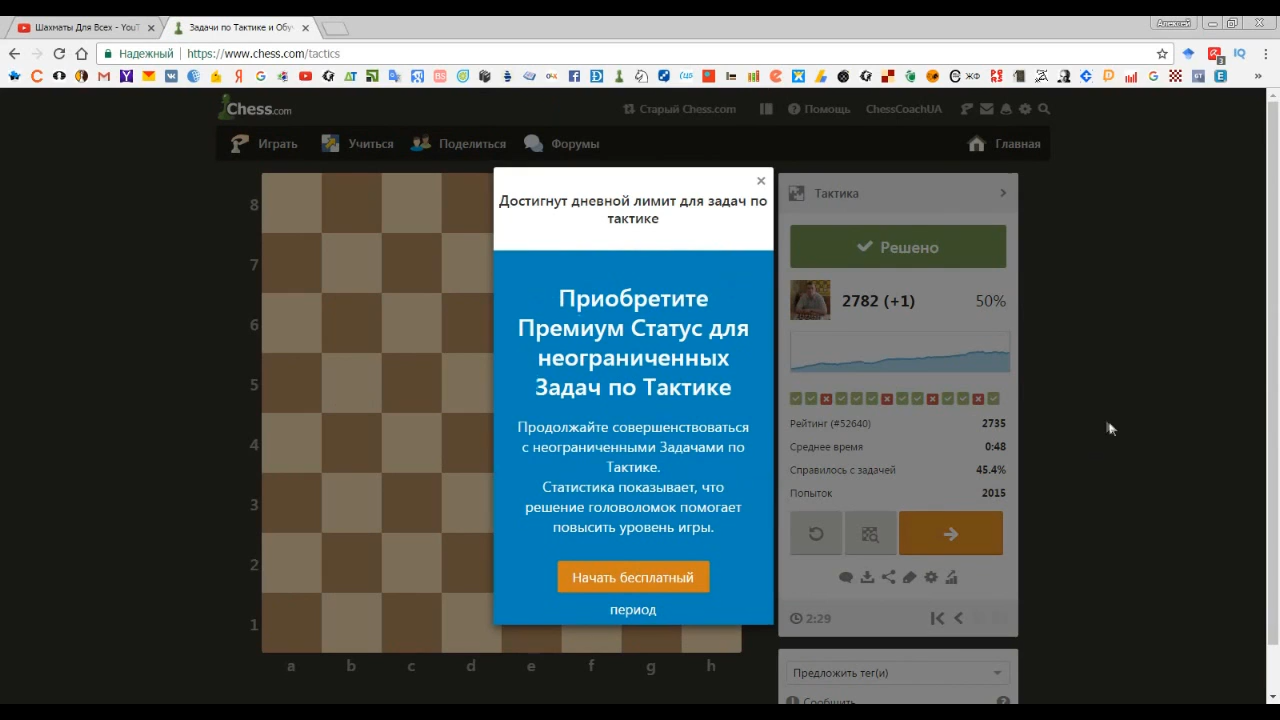 Шахматы Для Всех - YouT
Задачи по Тактике и Обу
Алексей
Надежный
https://www.chess.com/tactics
Chess.com
Старый Chess.com
Помощь
ChessCoachUA
Играть
Учиться
Поделиться
Форумы
Главная
Достигнут дневной лимит для задач по
тактике
Приобретите
Премиум Статус для
неограниченных
Задач по Тактике
Продолжайте совершенствоваться
с неограниченными Задачами по
Тактике.
Статистика показывает, что
решение головоломок помогает
повысить уровень игры.
Начать бесплатный
период
Тактика
Решено
2782 (+1)
50%
Рейтинг (#52640)
2735
Среднее время
0:48
Справилось с задачей
45.4%
Попыток
2015
2:29
Предложить тег(и)
Сообщить
8
7
6
5
4
3
2
1
a
b
c
d
e
f
g
h